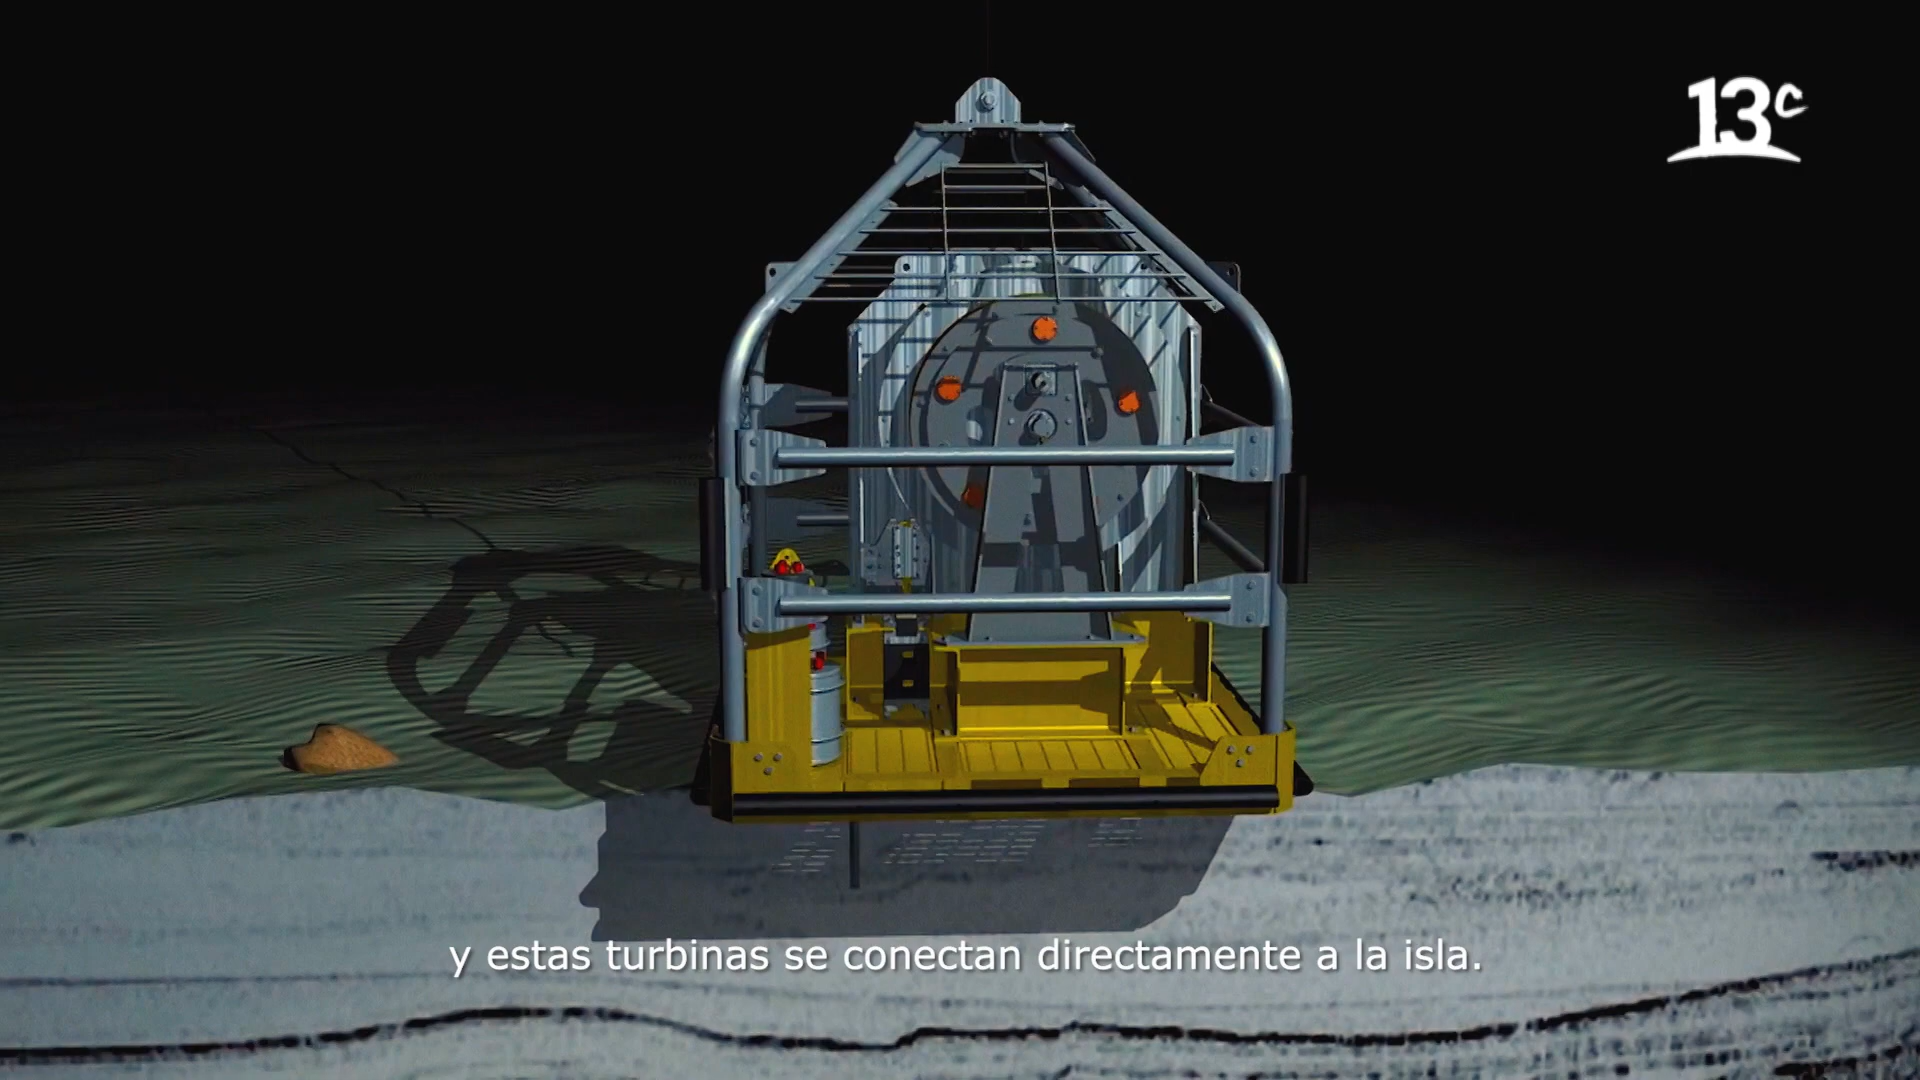 13c
y estas turbinas se conectan directamente a la isla.